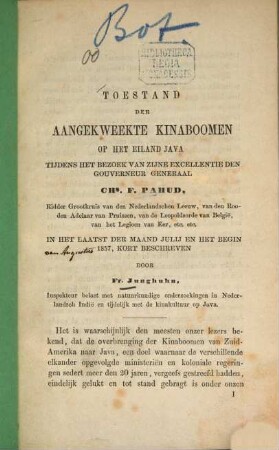 Bot.
BIBLIOTHECA
REGIA
MONACENSIS
TOESTAND
DER
AANGEKWEEKTE KINABOOMEN
OP HET EILAND JAVA
TIJDENS HET BEZOEK VAN ZIJNE EXCELLENTIE DEN
GOUVERNEUR GENERAAL
CHS. F. PAHUD,
Ridder Grootkruis van den Nederlandschen Leeuw, van den Roo-
den Adelaar van Pruissen, van de Leopoldsorde van België,
van het Legioen van Eer, etc. etc.
IN HET LAATST DER MAAND JULIJ EN HET BEGIN
van Augustus 1857, KORT BESCHREVEN
DOOR
Fr. Junghuhn,
Inspekteur belast met natuurkundige onderzoekingen in Neder-
landsch Indië en tijdelijk met de kinakultuur op Java.
Het is waarschijnlijk den meesten onzer lezers be-
kend, dat de overbrenging der Kinaboomen van Zuid-
Amerika naar Java, een doel waarnaar de verschillende
elkander opgevolgde ministeriën en koloniale regerin-
gen sedert meer den 20 jaren, vergeefs gestreefd hadden,
eindelijk gelukt en tot stand gebragt is onder onzen
1